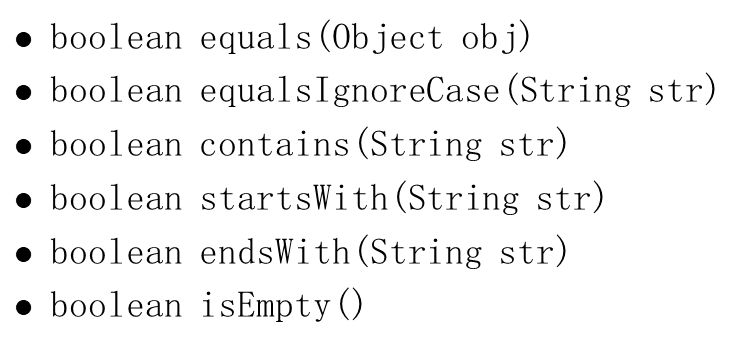 • boolean equals(Object obj)
• boolean equalsIgnoreCase(String str)
• boolean contains(String str)
• boolean startsWith(String str)
• boolean endsWith(String str)
• boolean isEmpty()